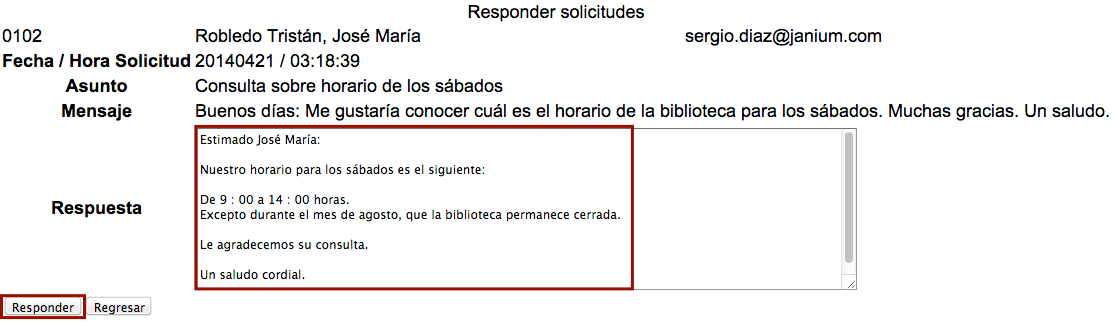 Responder solicitudes
0102 Robledo Tristán, José María sergio.diaz@janium.com
Fecha / Hora Solicitud 20140421 / 03:18:39
Asunto Consulta sobre horario de los sábados
Mensaje Buenos días: Me gustaría conocer cuál es el horario de la biblioteca para los sábados. Muchas gracias. Un saludo.
Respuesta
Estimado José María:
Nuestro horario para los sábados es el siguiente:
De 9 : 00 a 14 : 00 horas.
Excepto durante el mes de agosto, que la biblioteca permanece cerrada.
Le agradecemos su consulta.
Un saludo cordial.
Responder Regresar